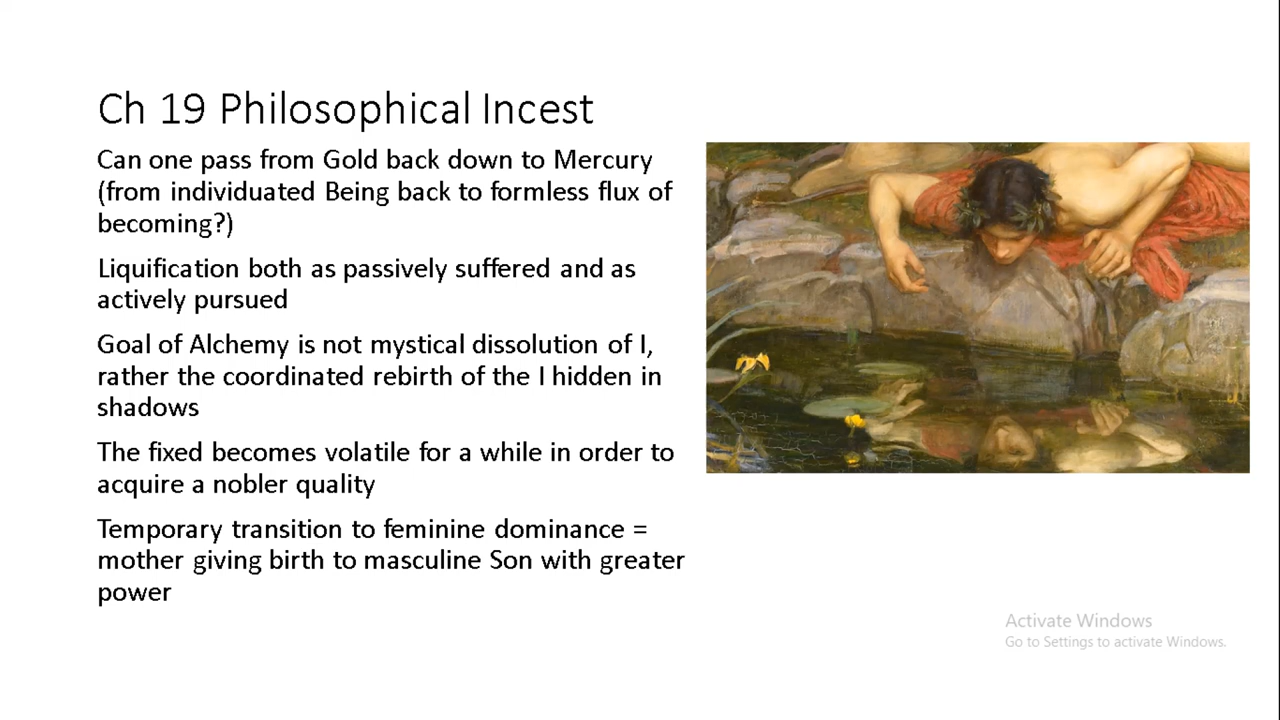 Ch 19 Philosophical Incest
Can one pass from Gold back down to Mercury
(from individuated Being back to formless flux of
becoming?)
Liquification both as passively suffered and as
actively pursued
Goal of Alchemy is not mystical dissolution of I,
rather the coordinated rebirth of the I hidden in
shadows
The fixed becomes volatile for a while in order to
acquire a nobler quality
Temporary transition to feminine dominance =
mother giving birth to masculine Son with greater
power
Activate Windows
Go to Settings to activate Windows.